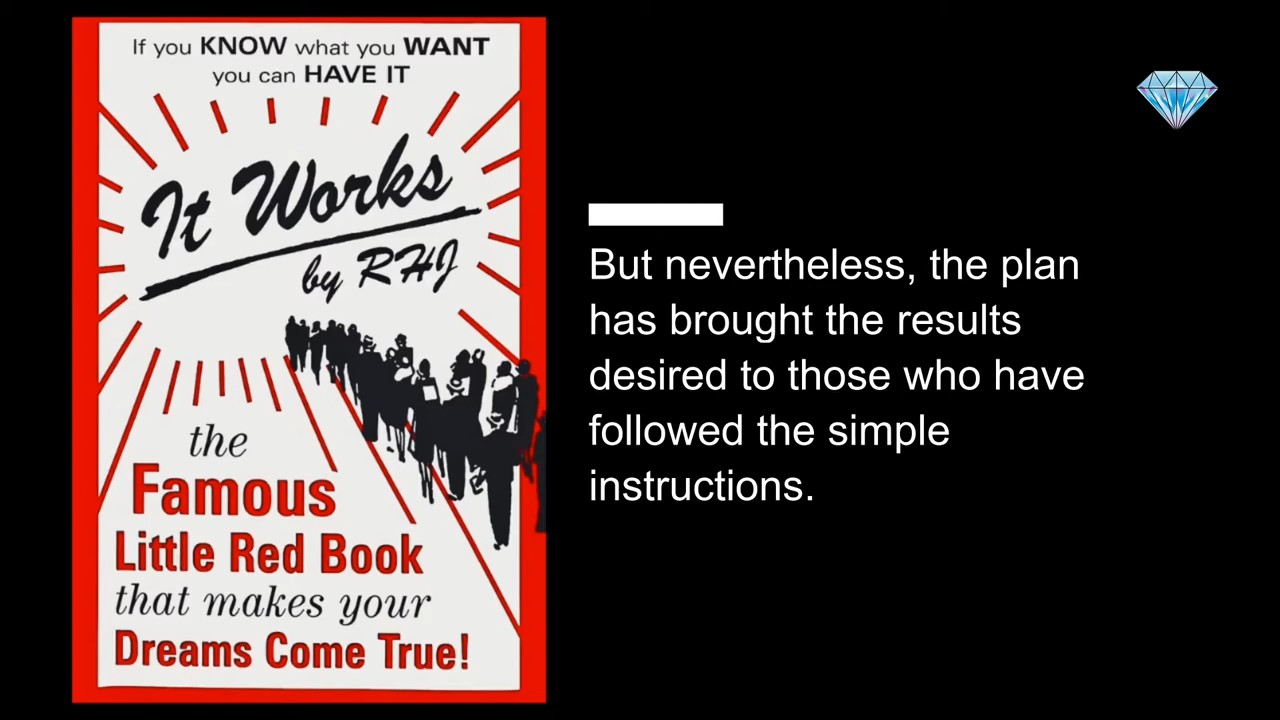 If you KNOW what you WANT
you can HAVE IT
It Works
by RHJ
the
Famous
Little Red Book
that makes your
Dreams Come True!
But nevertheless, the plan
has brought the results
desired to those who have
followed the simple
instructions.